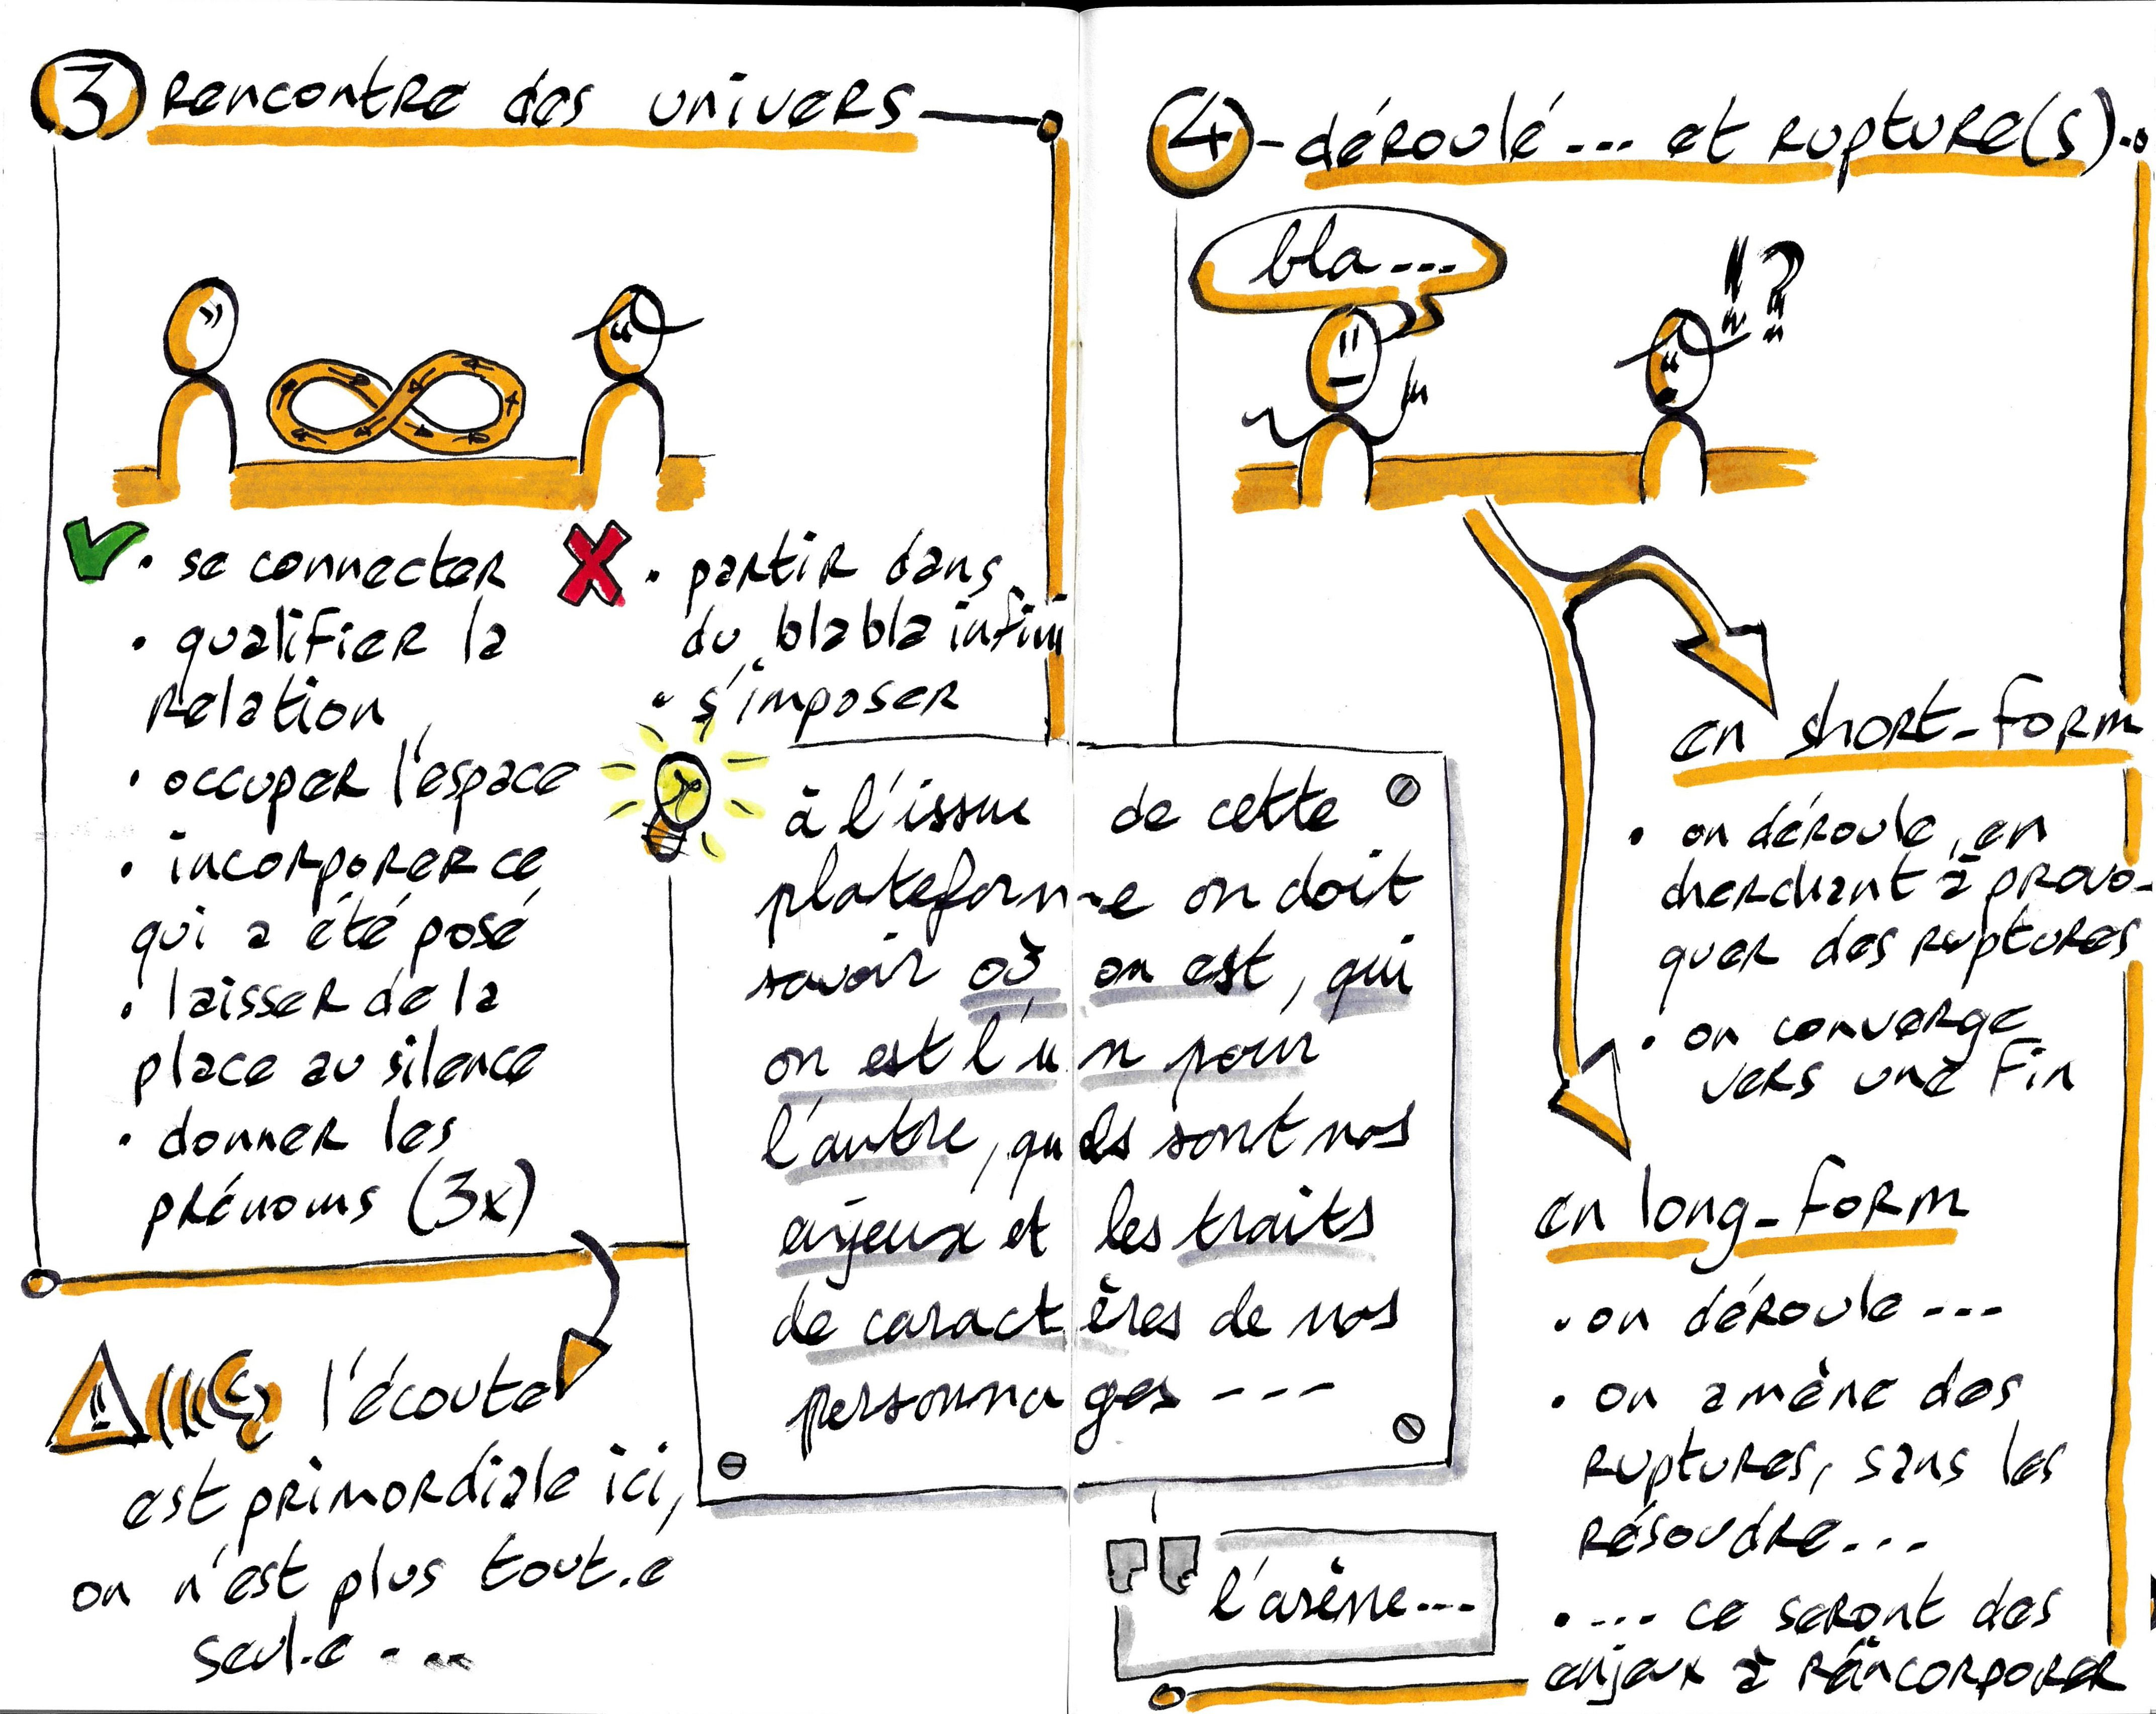 3 rencontre des univers
• se connecter
• qualifier la
relation
• occuper l'espace
• incorporer ce
qui a été posé
• laisser de la
place au silence
• donner les
prénoms (3x)
• partir dans
du blabla infini
• s'imposer
à l'issue de cette
plateforme on doit
savoir où on est, qui
on est l'un pour
l'autre, quels sont nos
enjeux et les traits
de caractères de nos
personnages ---
l'écoute
est primordiale ici,
on n'est plus tout.e
seul.e ...
4 - déroulé ... et rupture(s)..
bla ...
!?
en short-form
• on déroule, en
cherchant à provo-
quer des ruptures
• on converge
vers une fin
en long-form
• on déroule ---
• on amène des
ruptures, sans les
résoudre ...
• ... ce seront des
enjeux à réincorporer
l'arène...